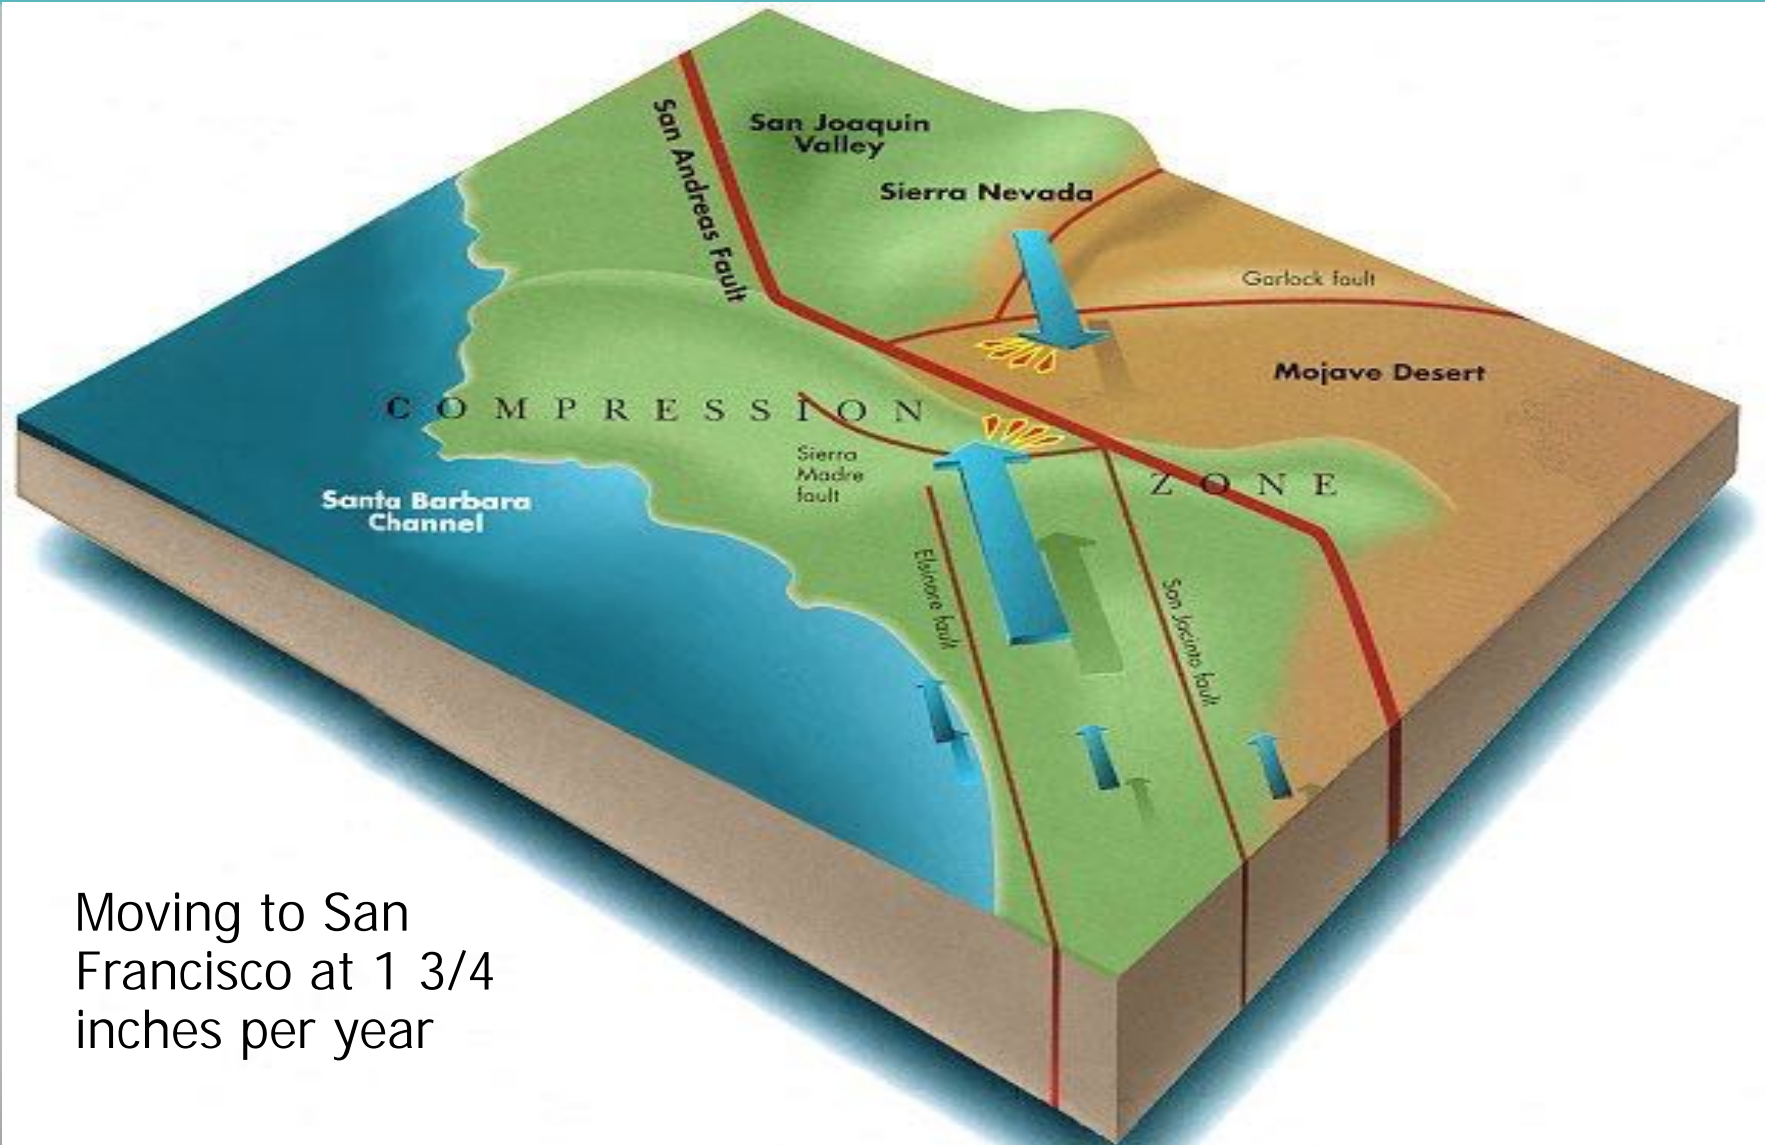 San Joaquin
Valley
San Andreas Fault
Sierra Nevada
Garlock fault
Mojave Desert
COMPRESSION
Sierra
Madre
fault
ZONE
Santa Barbara
Channel
Elsinore fault
San Jacinto fault
Moving to San
Francisco at 1 3/4
inches per year